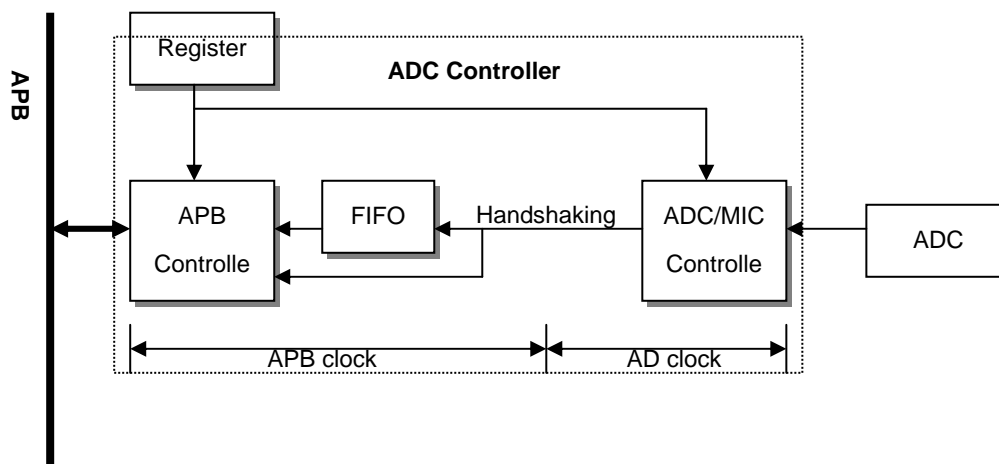 Register
ADC Controller
APB
APB
Controlle
FIFO
Handshaking
ADC/MIC
Controlle
ADC
APB clock
AD clock